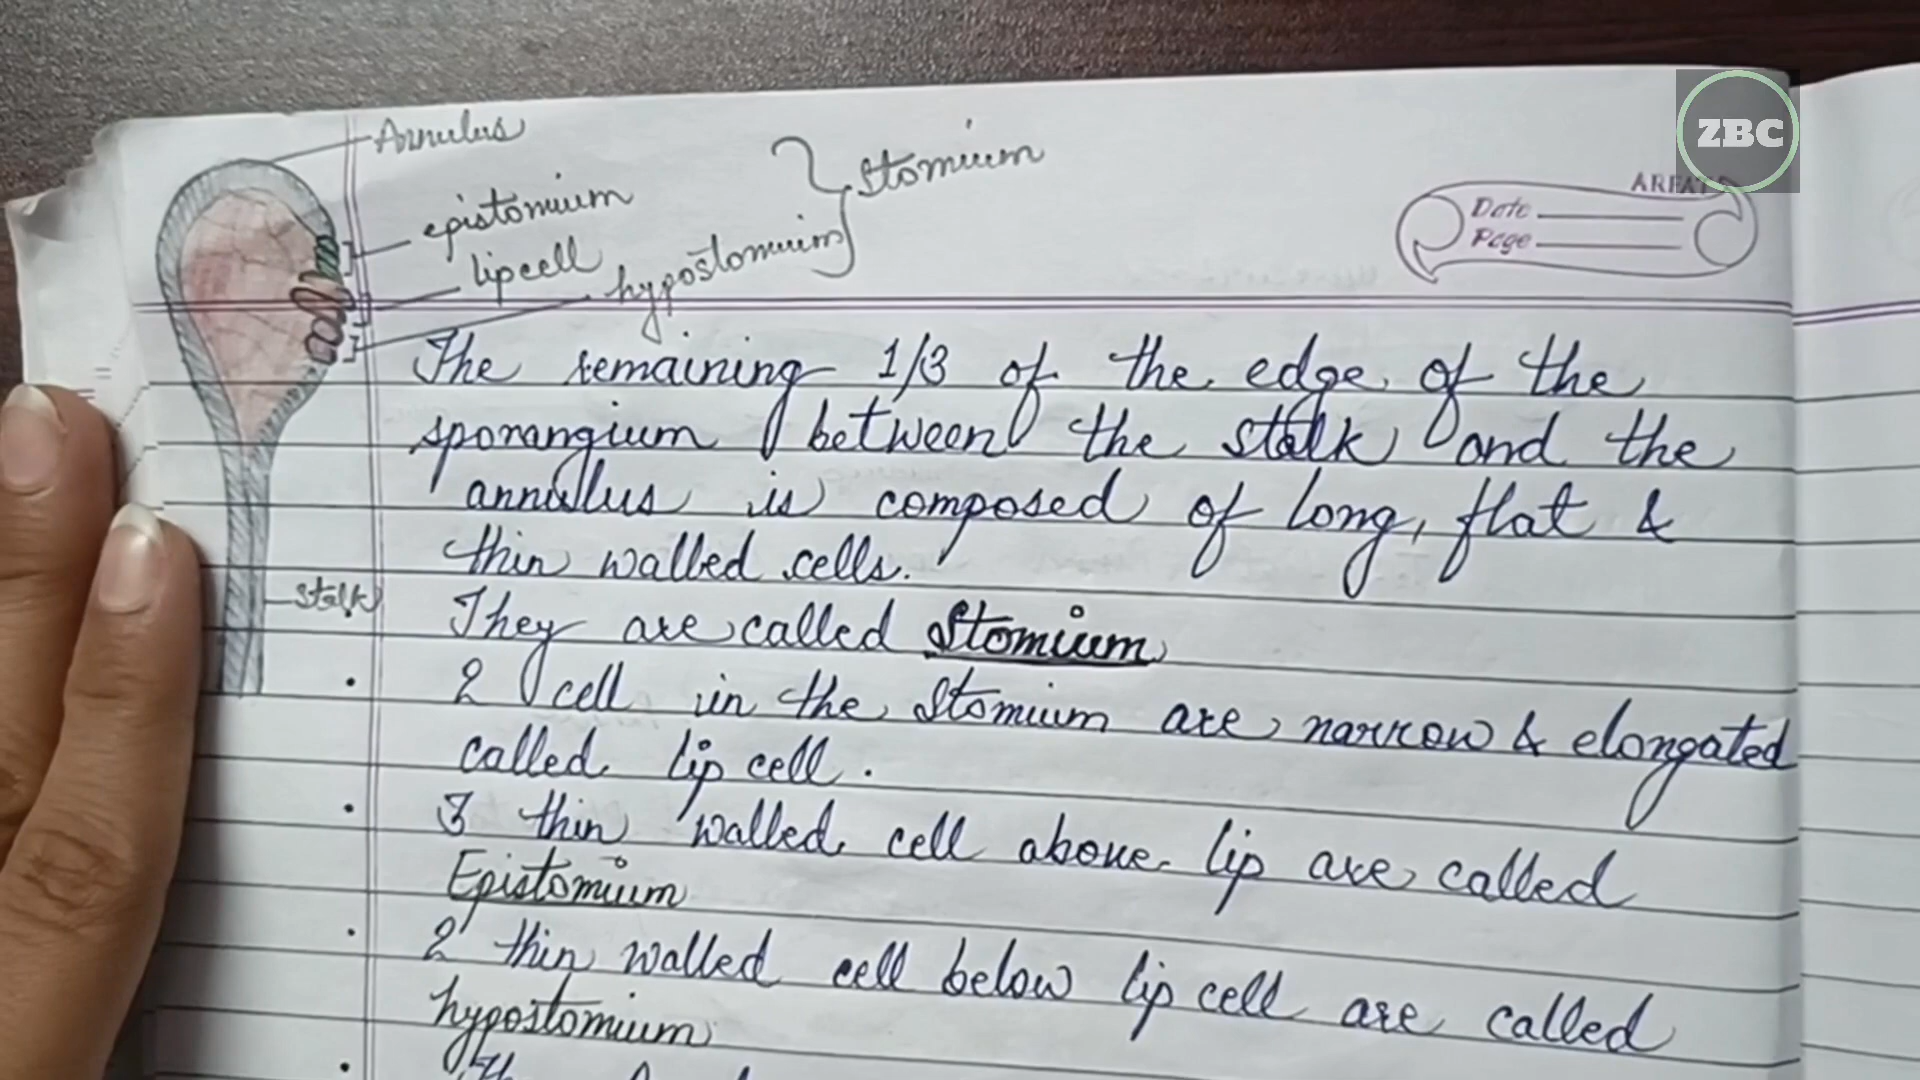 ZBC
Annulus
epistomium
Stomium
lip cell
hypostomium
ARFAT
Date
Page
The remaining 1/3 of the edge of the
sporangium between the stalk and the
annulus is composed of long, flat &
thin walled cells.
Stalk
They are called Stomium
• 2 cell in the Stomium are narrow & elongated
called lip cell.
• 3 thin walled cell above lip are called
Epistomium
• 2 thin walled cell below lip cell are called
hypostomium